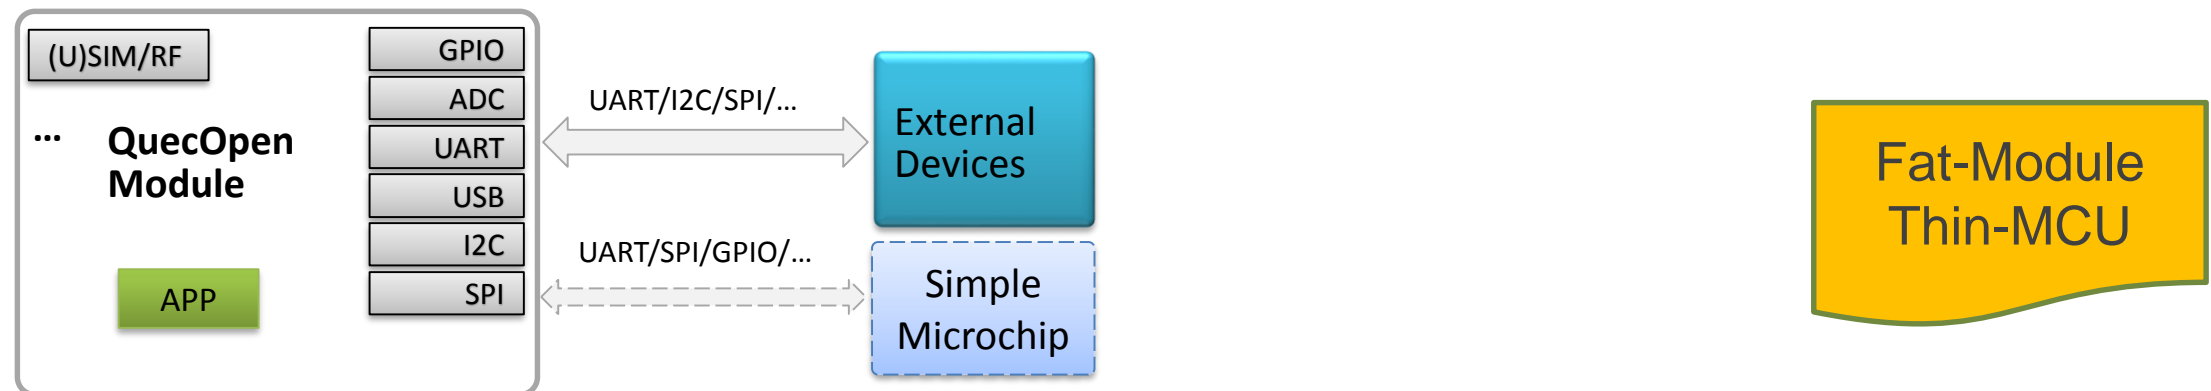 (U)SIM/RF
...
QuecOpen
Module
APP
GPIO
ADC
UART
USB
I2C
SPI
UART/I2C/SPI/...
UART/SPI/GPIO/...
External
Devices
Simple
Microchip
Fat-Module
Thin-MCU